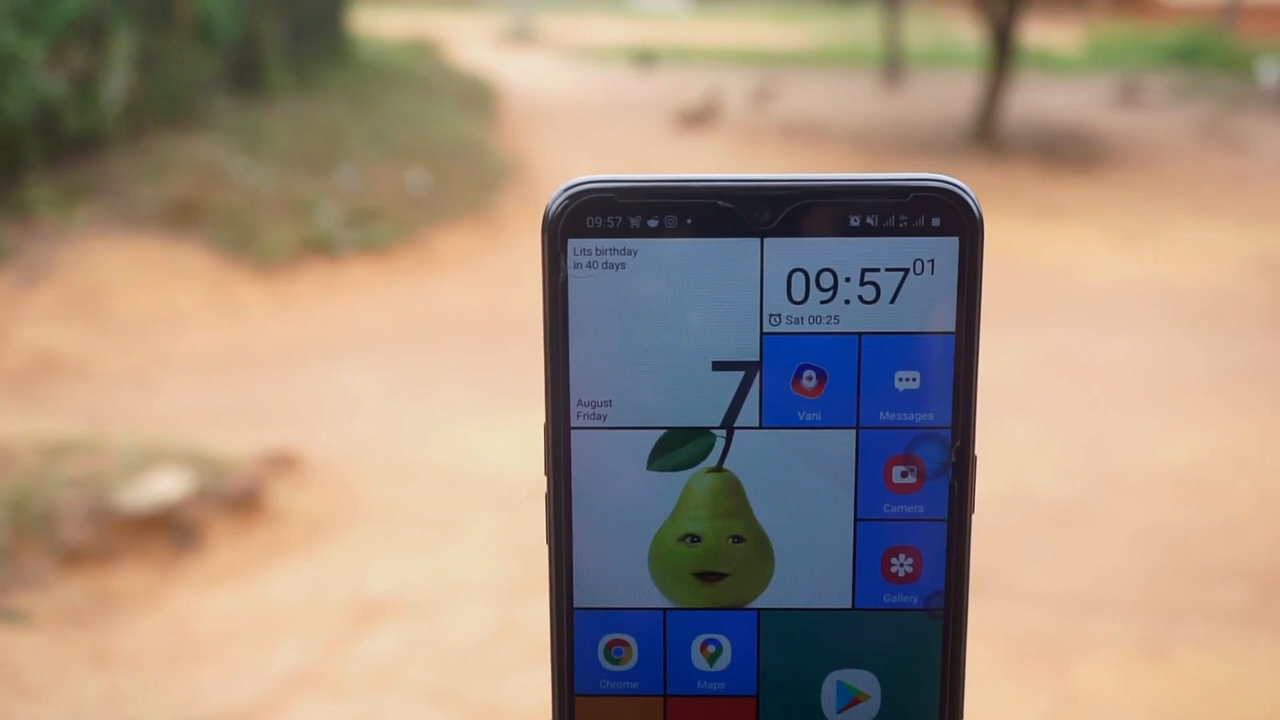 09:57
Lits birthday
in 40 days
7
August
Friday
09:57 01
Sat 00:25
Vani
Messages
Camera
Gallery
Chrome
Maps